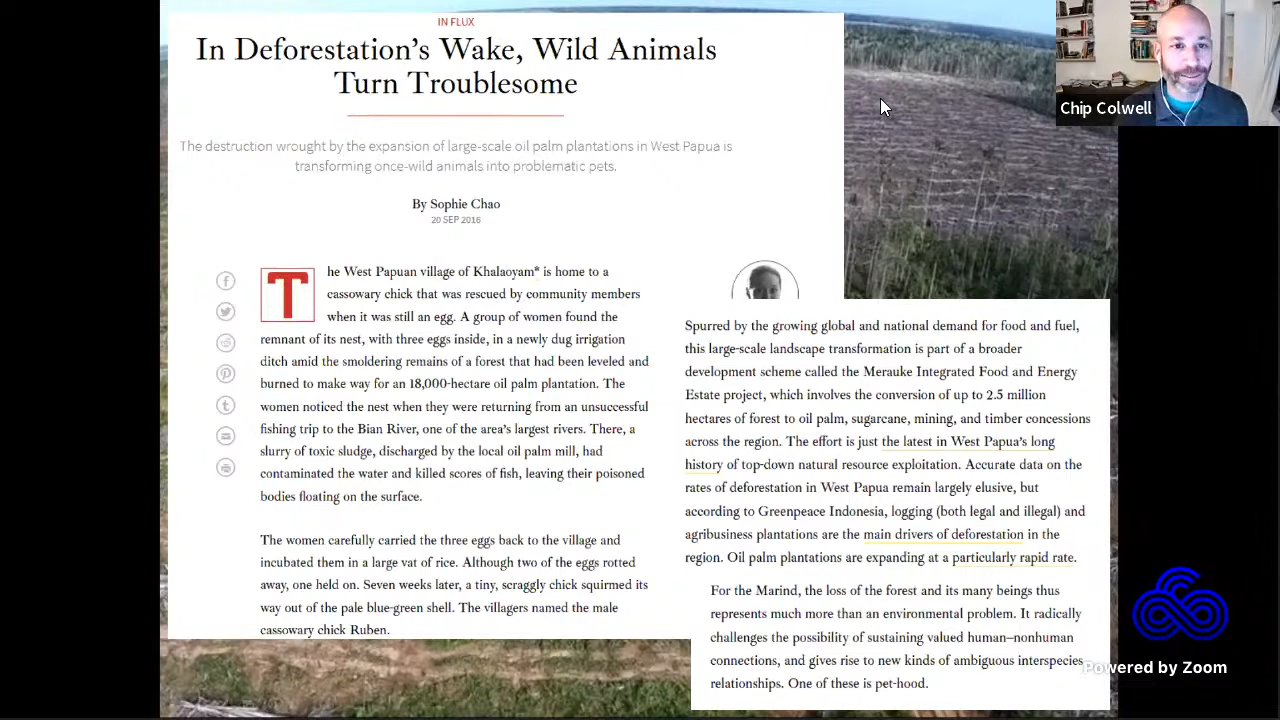 IN FLUX
In Deforestation's Wake, Wild Animals
Turn Troublesome
The destruction wrought by the expansion of large-scale oil palm plantations in West Papua is
transforming once-wild animals into problematic pets.
By Sophie Chao
20 SEP 2016
The West Papuan village of Khalaoyam* is home to a
cassowary chick that was rescued by community members
when it was still an egg. A group of women found the
remnant of its nest, with three eggs inside, in a newly dug irrigation
ditch amid the smoldering remains of a forest that had been leveled and
burned to make way for an 18,000-hectare oil palm plantation. The
women noticed the nest when they were returning from an unsuccessful
fishing trip to the Bian River, one of the area's largest rivers. There, a
slurry of toxic sludge, discharged by the local oil palm mill, had
contaminated the water and killed scores of fish, leaving their poisoned
bodies floating on the surface.
The women carefully carried the three eggs back to the village and
incubated them in a large vat of rice. Although two of the eggs rotted
away, one held on. Seven weeks later, a tiny, scraggly chick squirmed its
way out of the pale blue-green shell. The villagers named the male
cassowary chick Ruben.
Spurred by the growing global and national demand for food and fuel,
this large-scale landscape transformation is part of a broader
development scheme called the Merauke Integrated Food and Energy
Estate project, which involves the conversion of up to 2.5 million
hectares of forest to oil palm, sugarcane, mining, and timber concessions
across the region. The effort is just the latest in West Papua's long
history of top-down natural resource exploitation. Accurate data on the
rates of deforestation in West Papua remain largely elusive, but
according to Greenpeace Indonesia, logging (both legal and illegal) and
agribusiness plantations are the main drivers of deforestation in the
region. Oil palm plantations are expanding at a particularly rapid rate.
For the Marind, the loss of the forest and its many beings thus
represents much more than an environmental problem. It radically
challenges the possibility of sustaining valued human–nonhuman
connections, and gives rise to new kinds of ambiguous interspecies
relationships. One of these is pet-hood.
Chip Colwell
Powered by Zoom